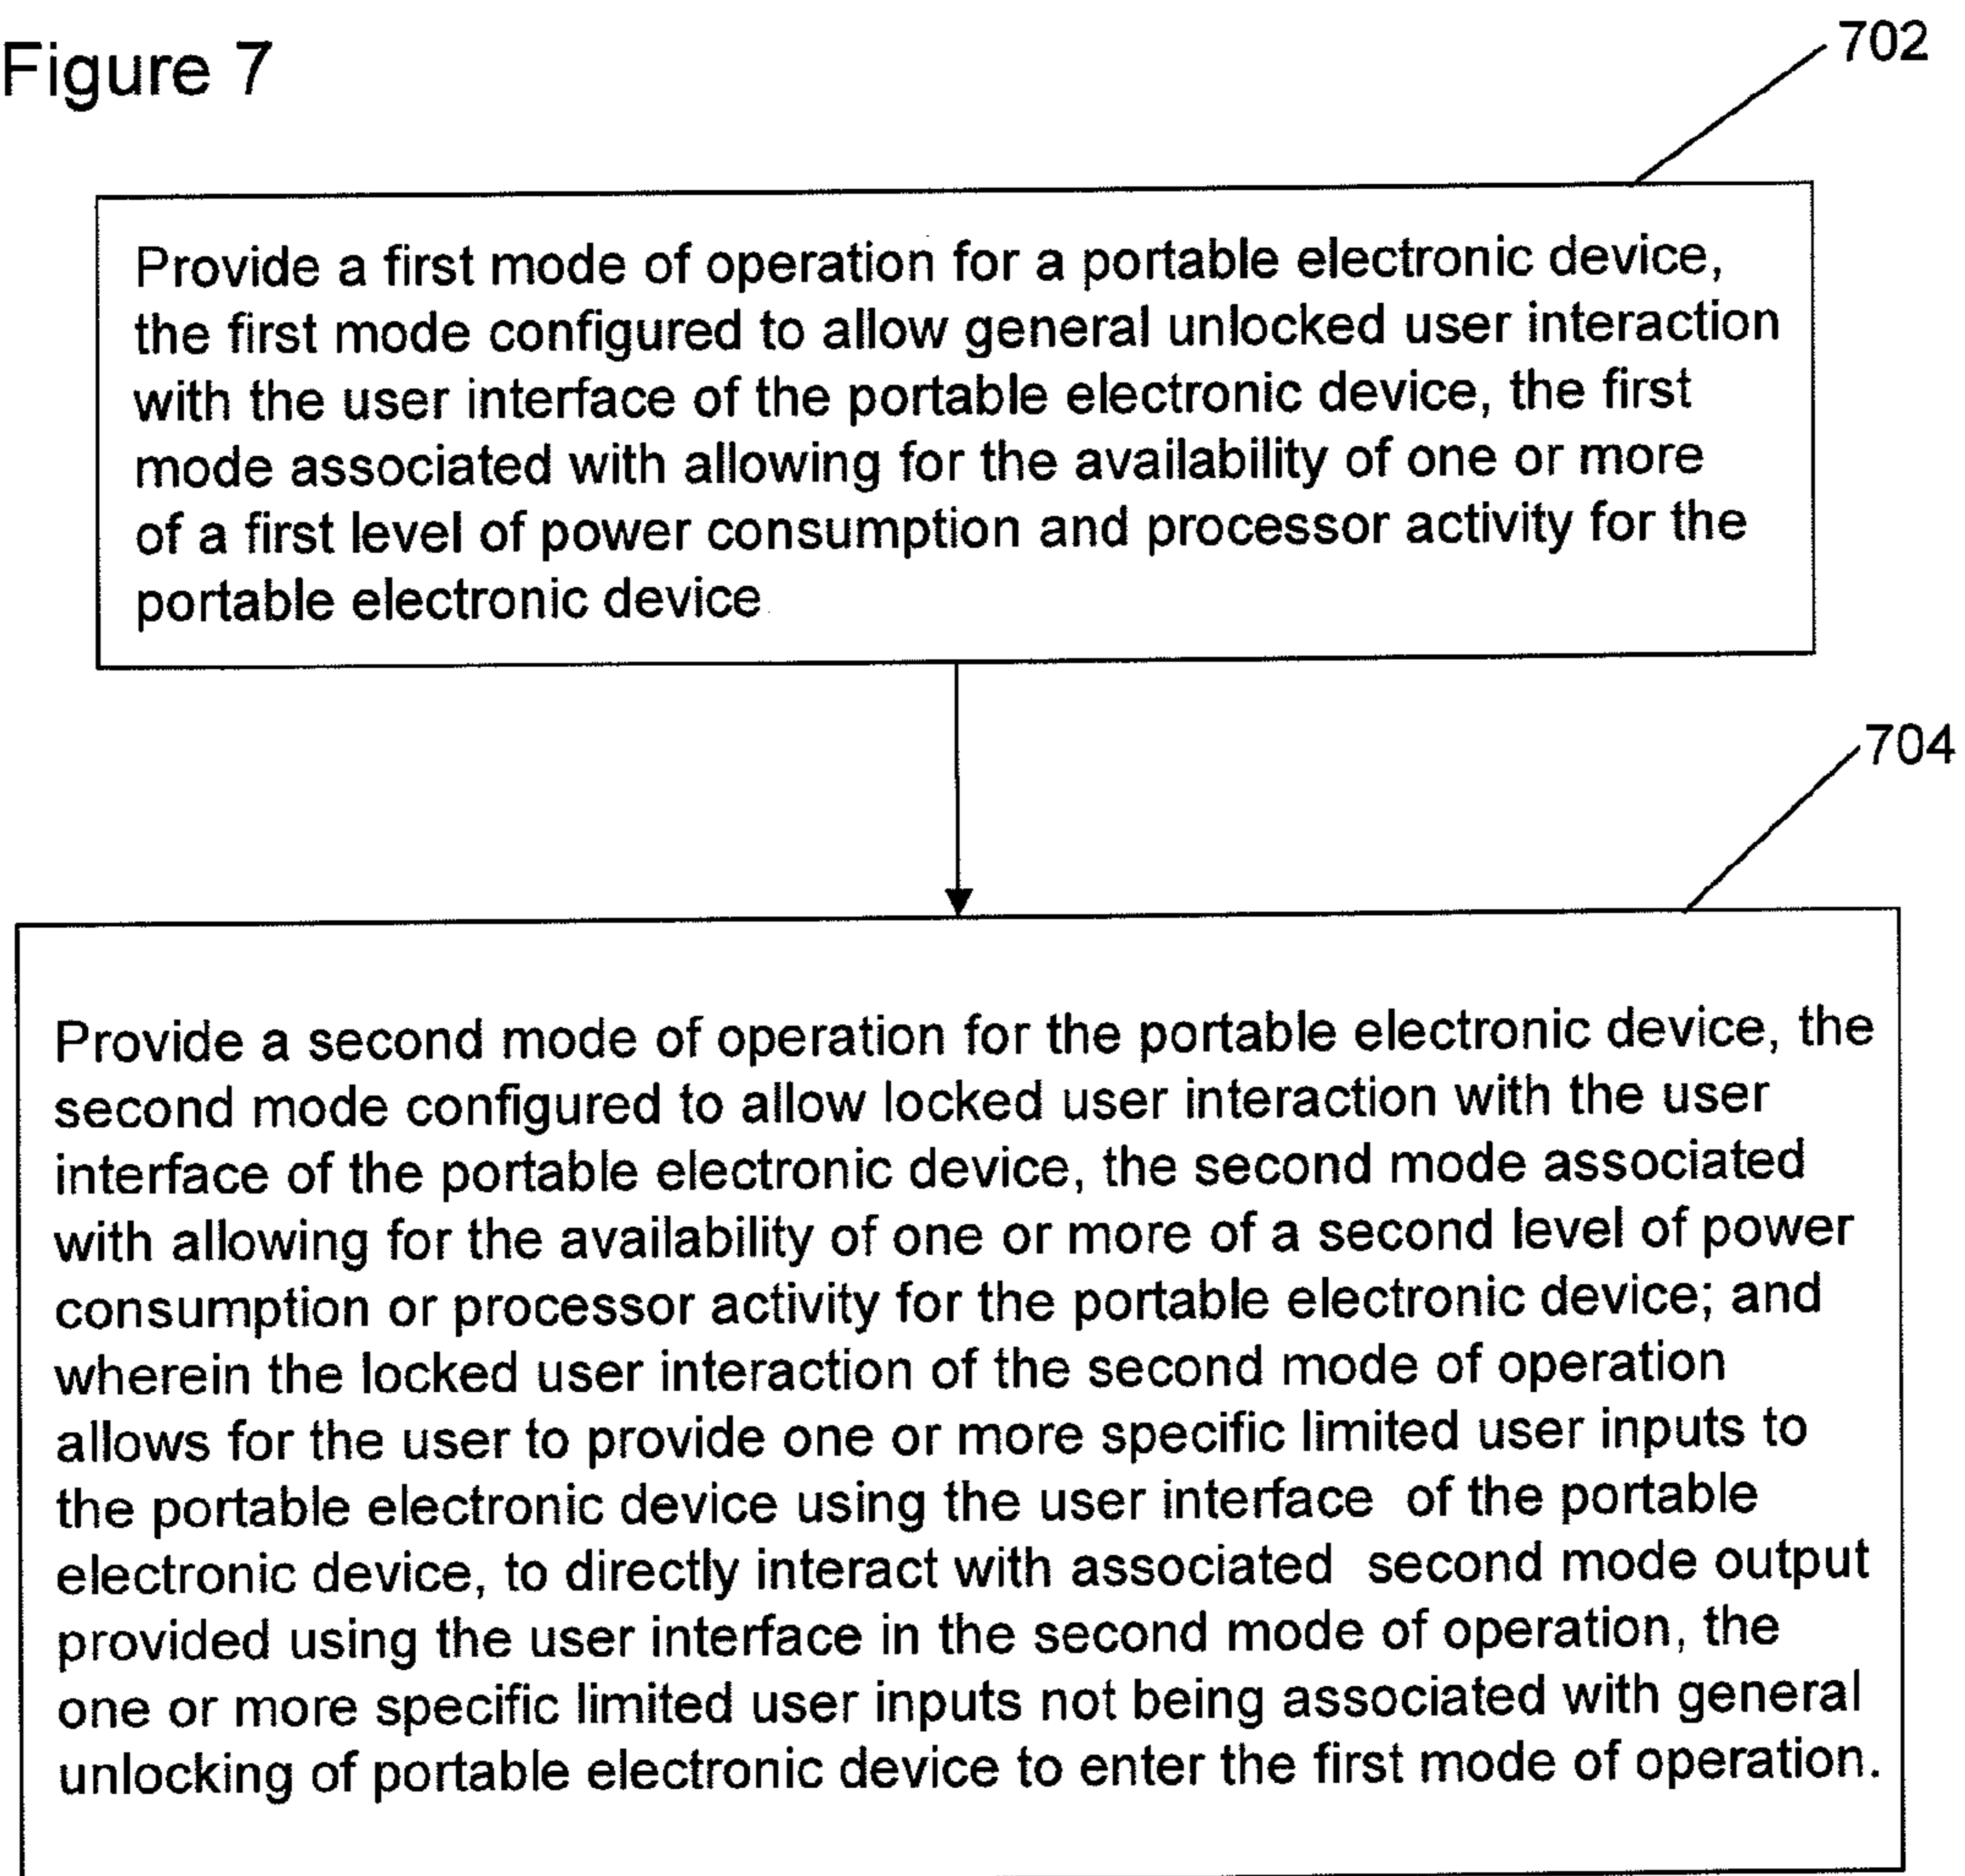 Figure 7
702
Provide a first mode of operation for a portable electronic device,
the first mode configured to allow general unlocked user interaction
with the user interface of the portable electronic device, the first
mode associated with allowing for the availability of one or more
of a first level of power consumption and processor activity for the
portable electronic device
704
Provide a second mode of operation for the portable electronic device, the
second mode configured to allow locked user interaction with the user
interface of the portable electronic device, the second mode associated
with allowing for the availability of one or more of a second level of power
consumption or processor activity for the portable electronic device; and
wherein the locked user interaction of the second mode of operation
allows for the user to provide one or more specific limited user inputs to
the portable electronic device using the user interface of the portable
electronic device, to directly interact with associated second mode output
provided using the user interface in the second mode of operation, the
one or more specific limited user inputs not being associated with general
unlocking of portable electronic device to enter the first mode of operation.